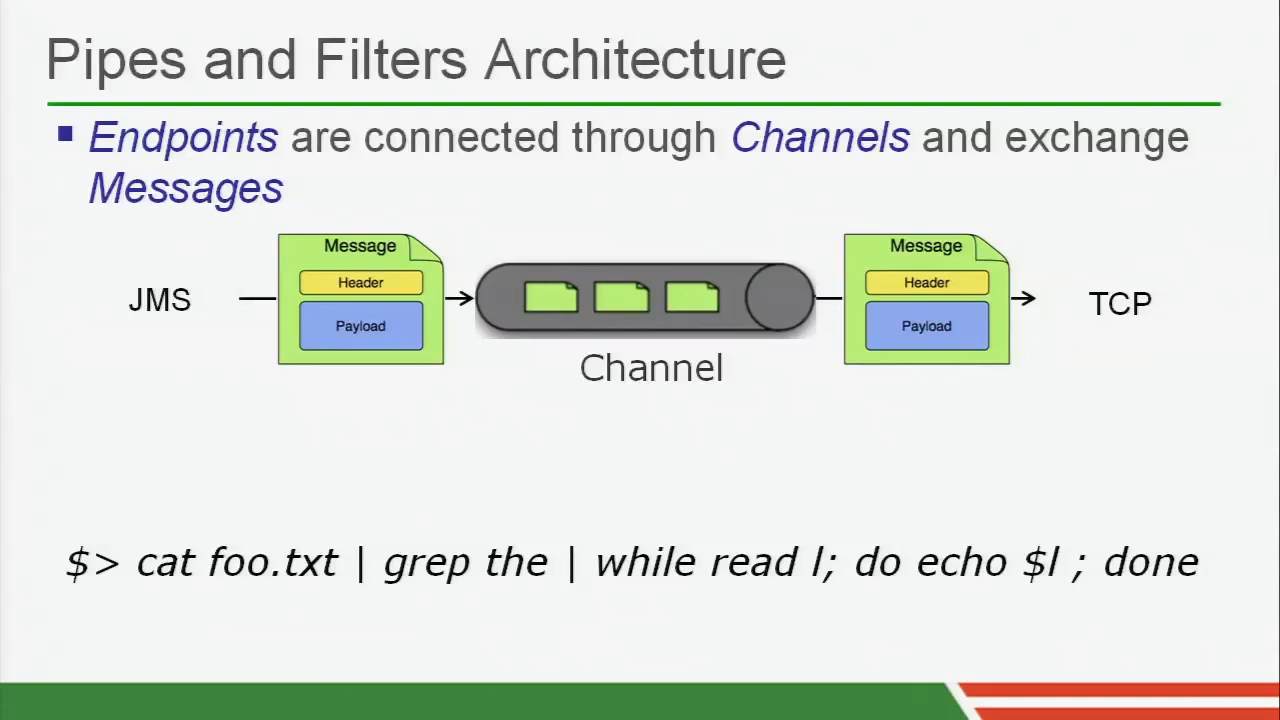 Pipes and Filters Architecture
Endpoints are connected through Channels and exchange
Messages
JMS
Message
Header
Payload
Channel
Message
Header
Payload
TCP
$> cat foo.txt | grep the | while read l; do echo $l ; done